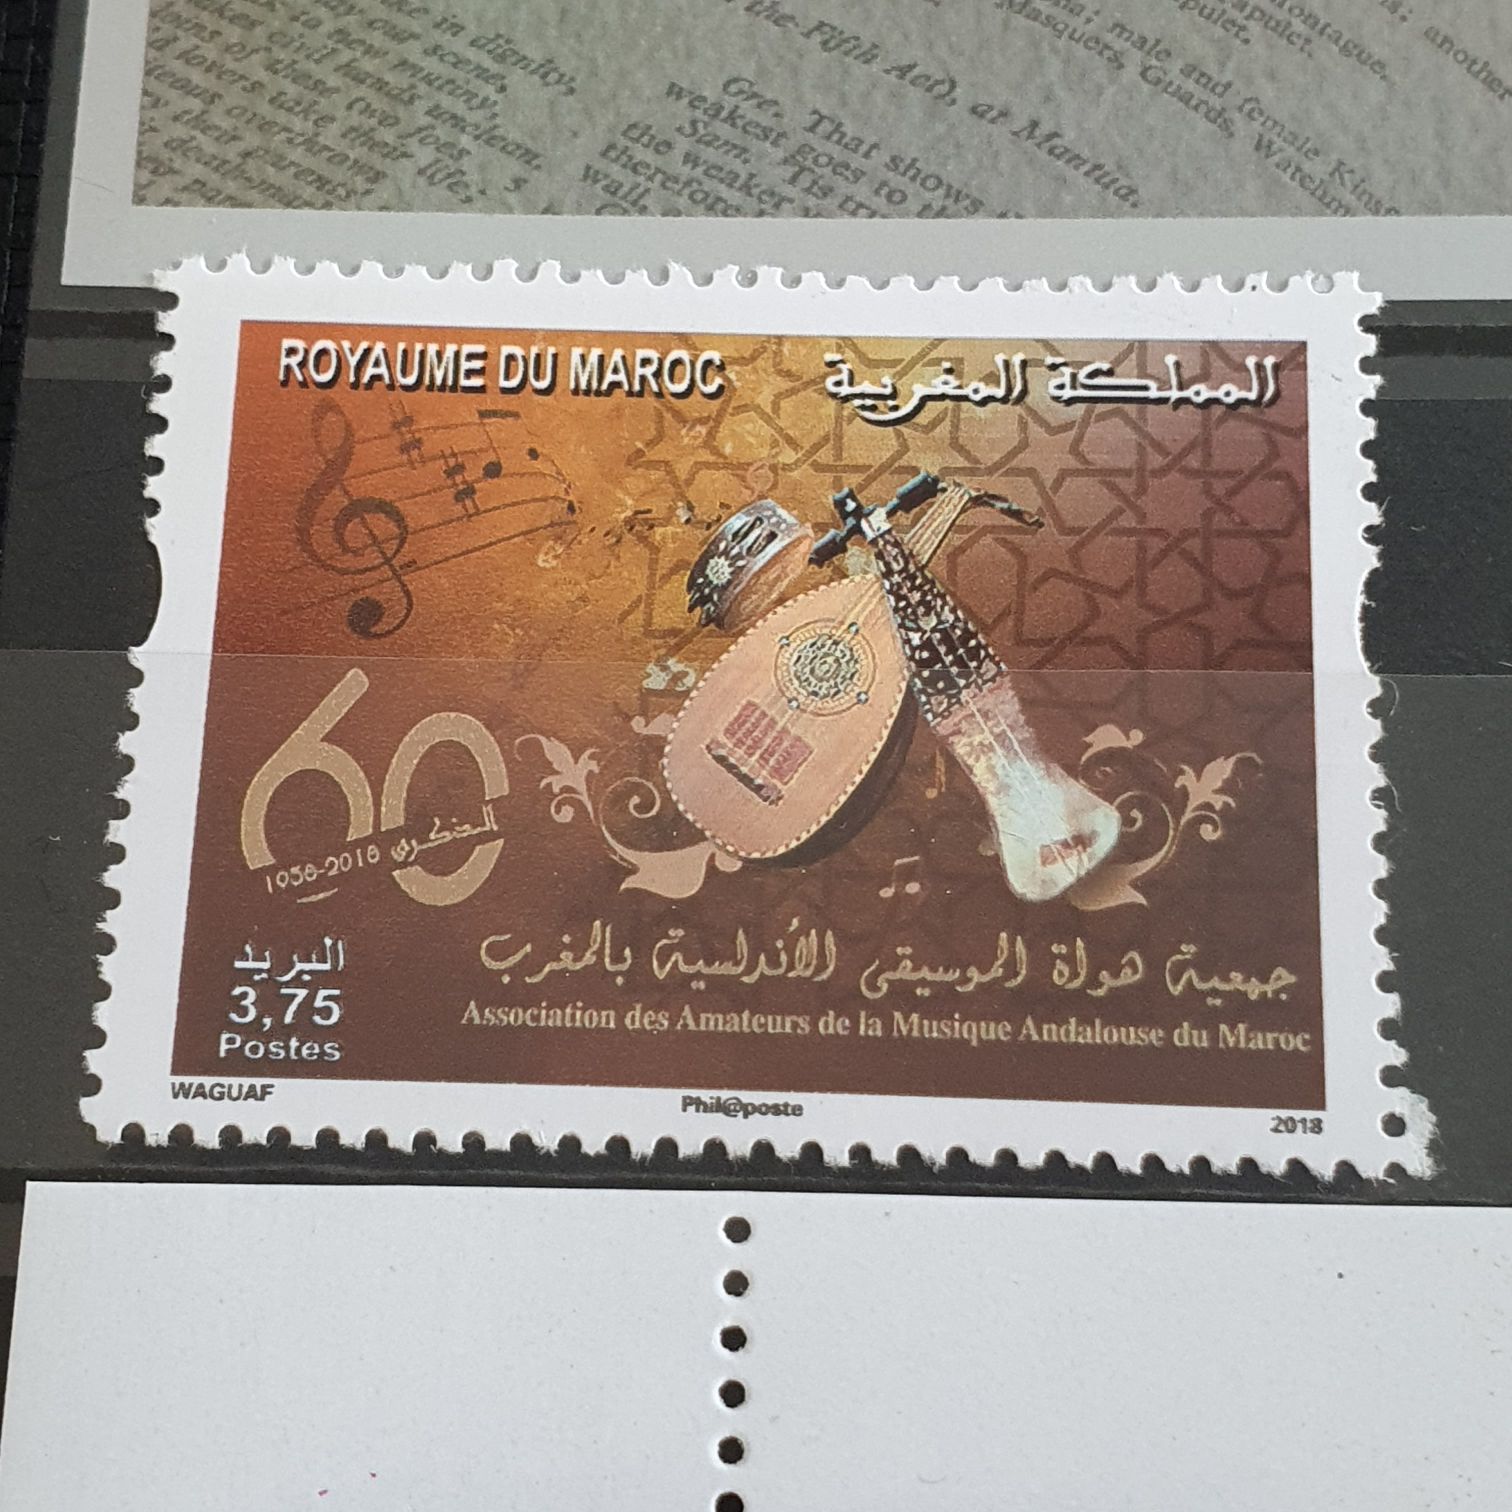 ke in dignity,
our scene,
to new mutiny,
civil hands unclean.
of these two foes
lovers take their life;
overthrows
their parents'
the Fifth Act), at Mantua.
Gre. That shows
weakest goes to the
Sam. 'Tis tru
the weaker
therefore
wall.
Montague.
Capulet.
another
male and female Kins
Masquers, Guards, Watchm
ROYAUME DU MAROC
المملكة المغربية
60
الذكرى
1958-2018
البريد
3,75
Postes
جمعية هواة الموسيقى الأندلسية بالمغرب
Association des Amateurs de la Musique Andalouse du Maroc
WAGUAF
Phil@poste
2018